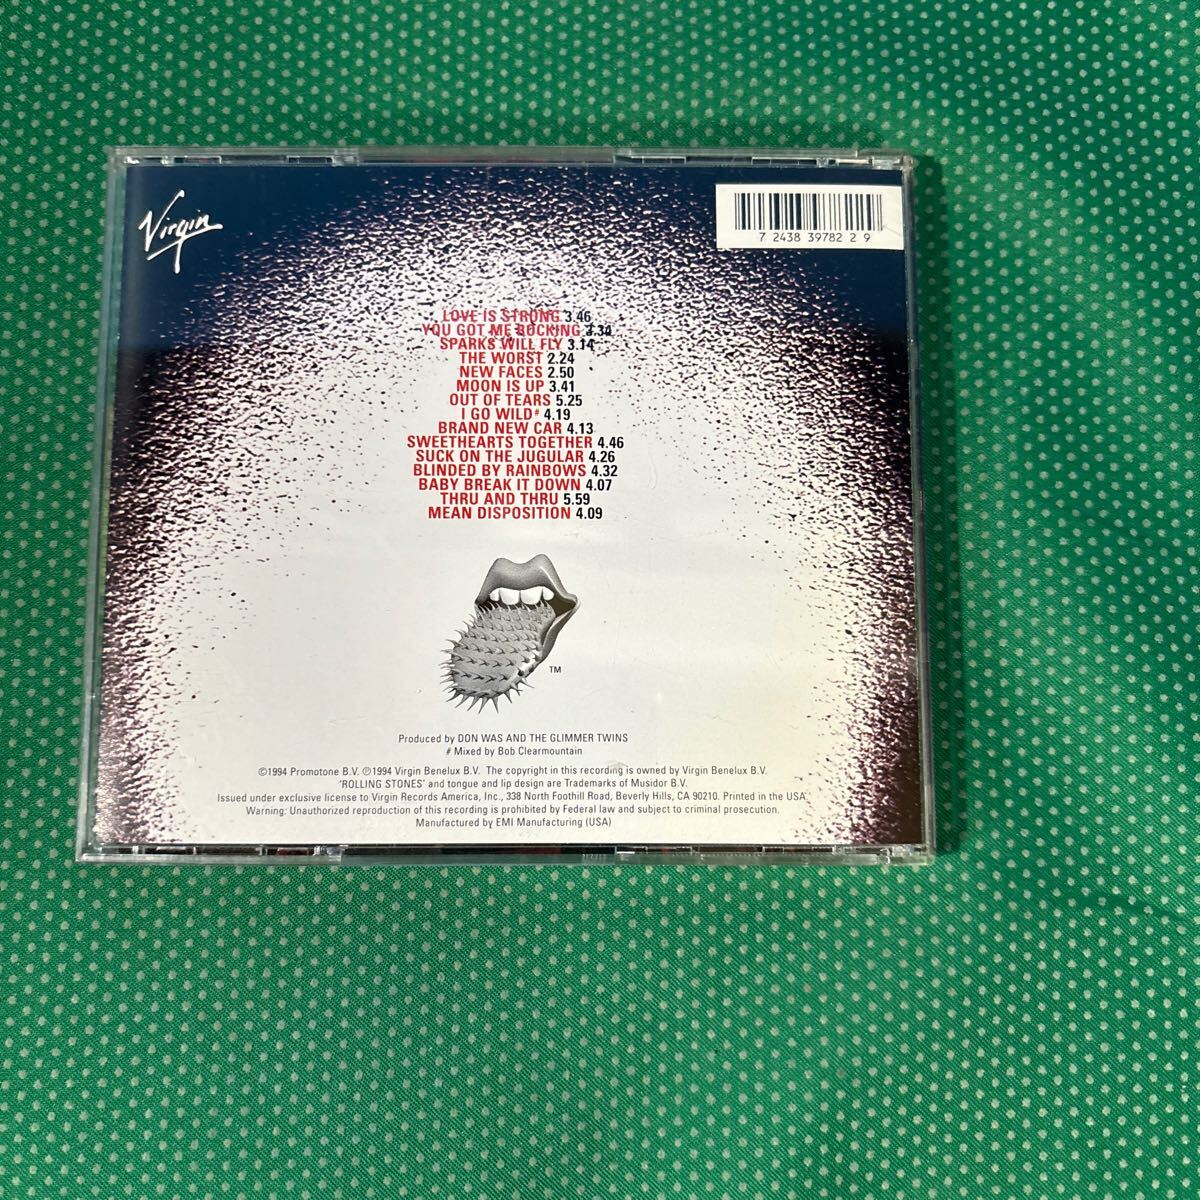 Virgin
7 24383 97822 9
LOVE IS STRONG 3.46
YOU GOT ME ROCKING 3.34
SPARKS WILL FLY 3.14
THE WORST 2.24
NEW FACES 2.50
MOON IS UP 3.41
OUT OF TEARS 5.25
I GO WILD# 4.19
BRAND NEW CAR 4.13
SWEETHEARTS TOGETHER 4.46
SUCK ON THE JUGULAR 4.26
BLINDED BY RAINBOWS 4.32
BABY BREAK IT DOWN 4.07
THRU AND THRU 5.59
MEAN DISPOSITION 4.09
TM
Produced by DON WAS AND THE GLIMMER TWINS
# Mixed by Bob Clearmountain
©1994 Promotone B.V. ℗1994 Virgin Benelux B.V. The copyright in this recording is owned by Virgin Benelux B.V.
'ROLLING STONES' and tongue and lip design are Trademarks of Musidor B.V.
Issued under exclusive license to Virgin Records America, Inc., 338 North Foothill Road, Beverly Hills, CA 90210. Printed in the USA.
Warning: Unauthorized reproduction of this recording is prohibited by Federal law and subject to criminal prosecution.
Manufactured by EMI Manufacturing (USA)